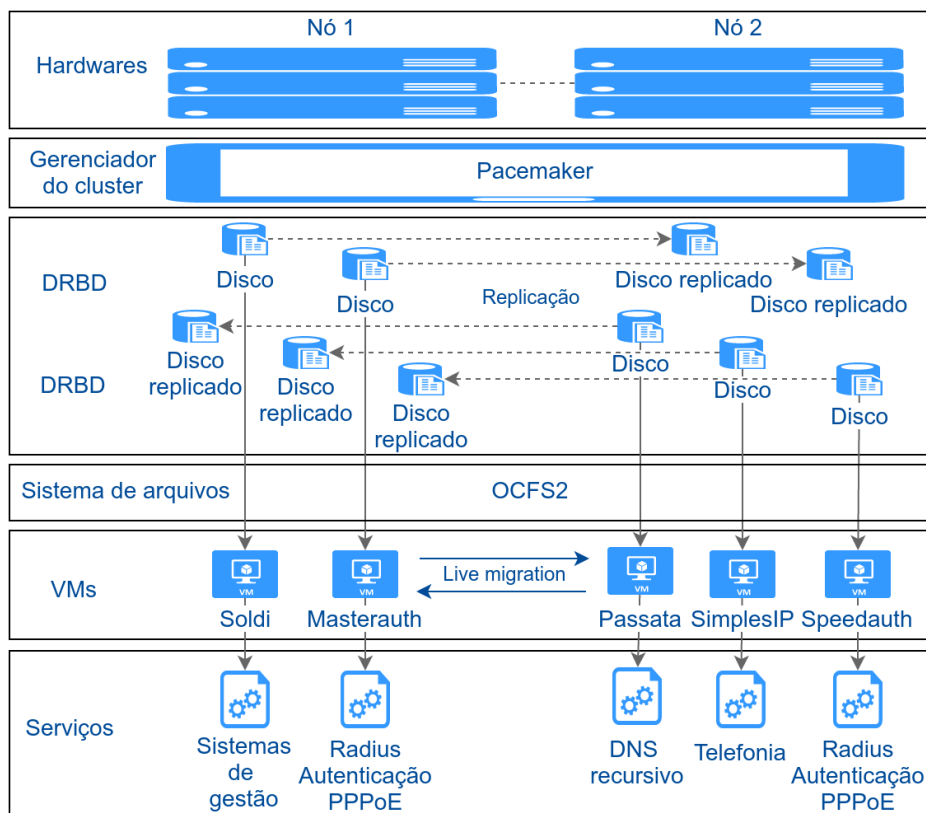 Nó 1
Nó 2
Hardwares
Gerenciador
do cluster
Pacemaker
DRBD
Disco
Disco
Disco replicado
Disco replicado
Replicação
DRBD
Disco
replicado
Disco
replicado
Disco
replicado
Disco
Disco
Disco
Sistema de arquivos
OCFS2
VMs
VM
Soldi
VM
Masterauth
Live migration
VM
Passata
VM
SimplesIP
VM
Speedauth
Serviços
Sistemas
de
gestão
Radius
Autenticação
PPPoE
DNS
recursivo
Telefonia
Radius
Autenticação
PPPoE